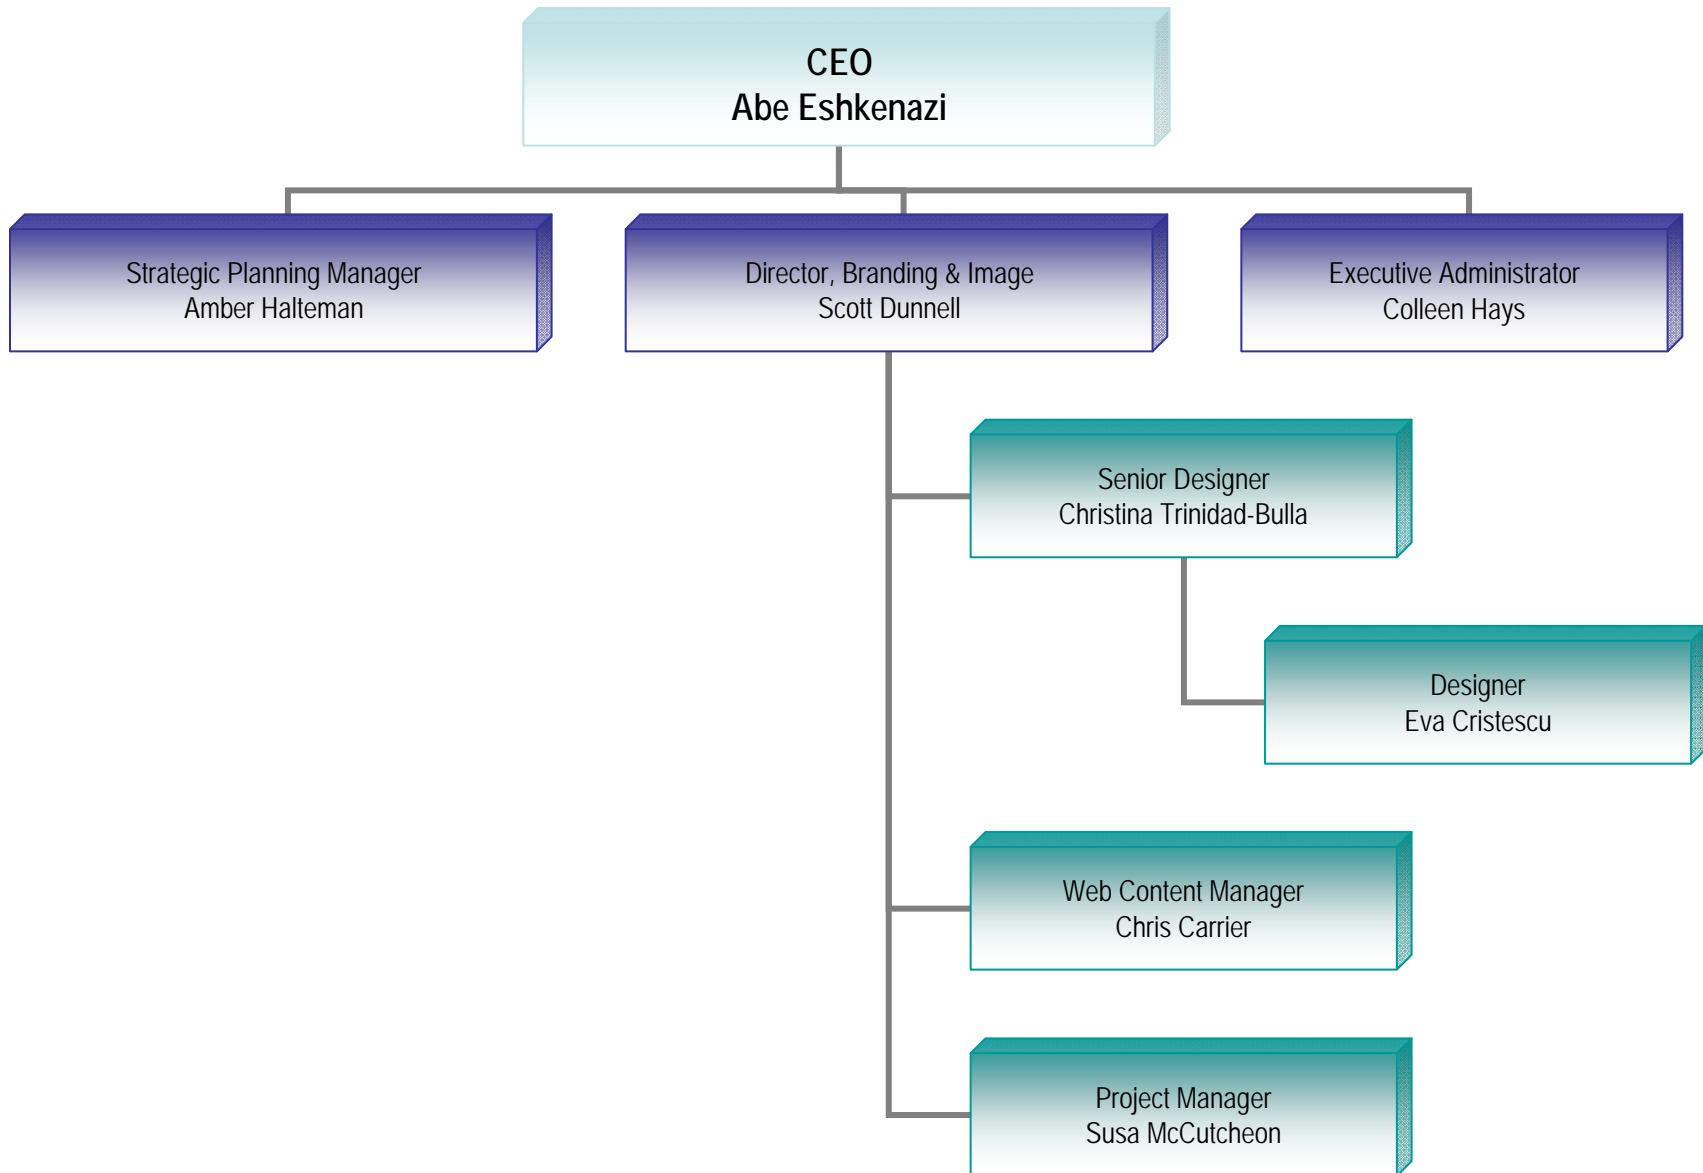 CEO
Abe Eshkenazi
Strategic Planning Manager
Amber Halteman
Director, Branding & Image
Scott Dunnell
Executive Administrator
Colleen Hays
Senior Designer
Christina Trinidad-Bulla
Designer
Eva Cristescu
Web Content Manager
Chris Carrier
Project Manager
Susa McCutcheon